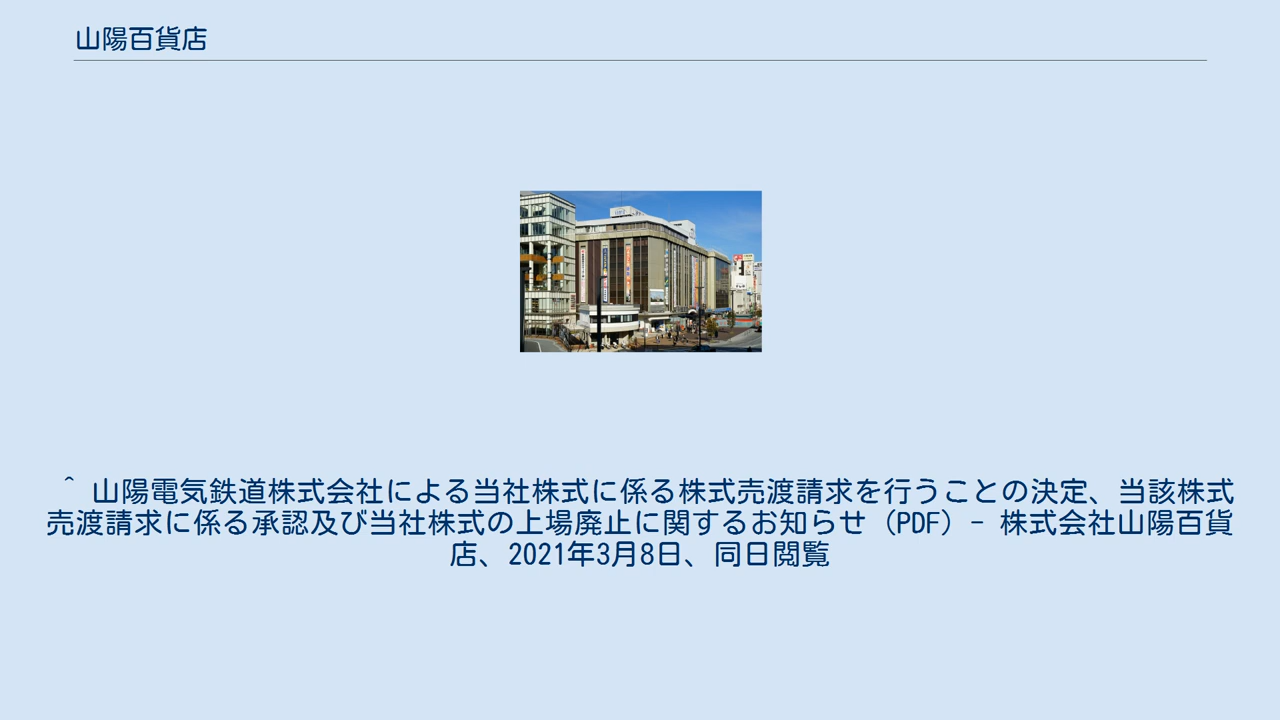 山陽百貨店
^ 山陽電気鉄道株式会社による当社株式に係る株式売渡請求を行うことの決定、当該株式
売渡請求に係る承認及び当社株式の上場廃止に関するお知らせ（PDF）- 株式会社山陽百貨
店、2021年3月8日、同日閲覧